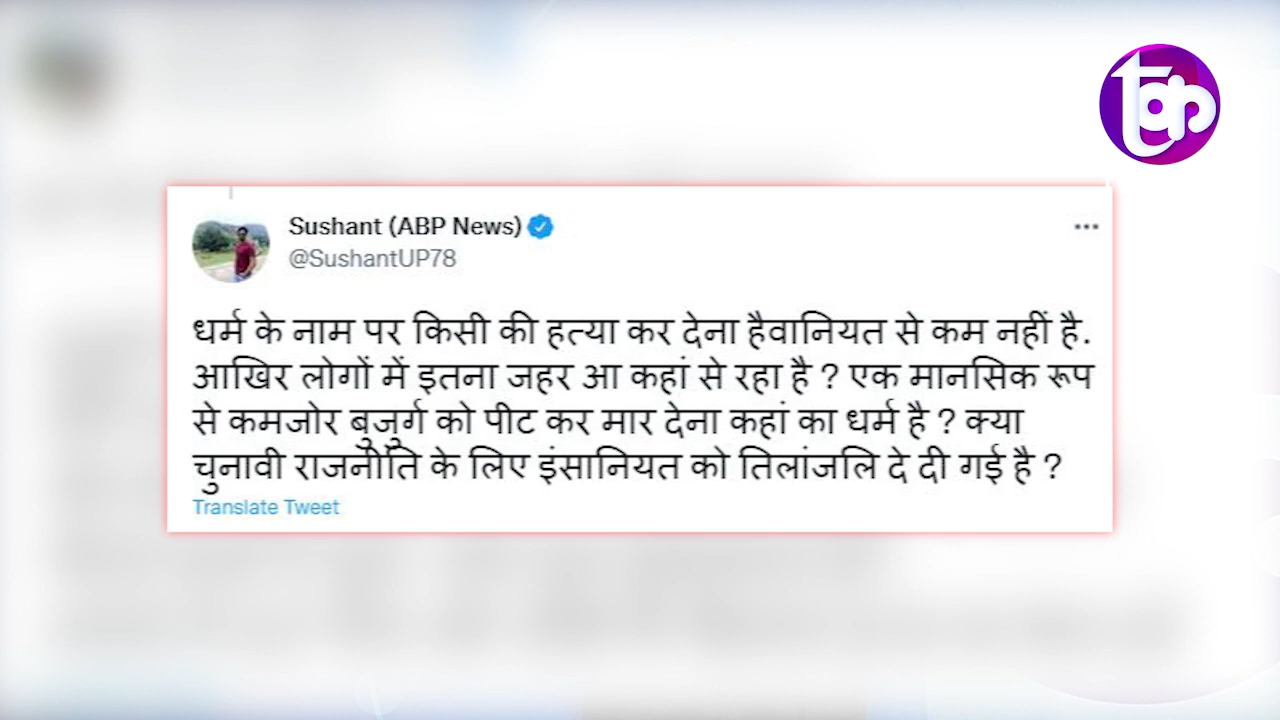 tap
Sushant (ABP News)
@SushantUP78
धर्म के नाम पर किसी की हत्या कर देना हैवानियत से कम नहीं है.
आखिर लोगों में इतना जहर आ कहां से रहा है ? एक मानसिक रूप
से कमजोर बुजुर्ग को पीट कर मार देना कहां का धर्म है ? क्या
चुनावी राजनीति के लिए इंसानियत को तिलांजलि दे दी गई है ?
Translate Tweet